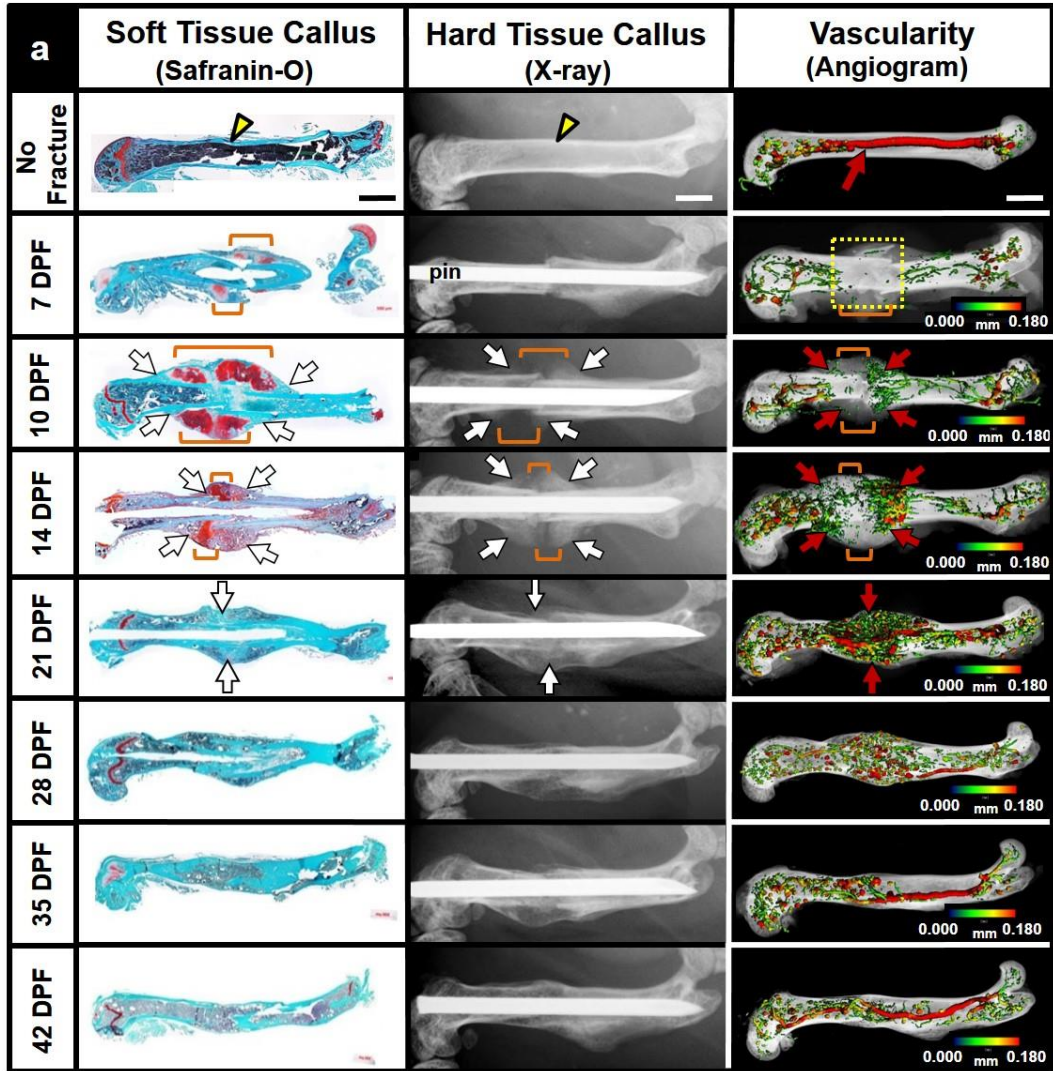 a
Soft Tissue Callus
(Safranin-O)
Hard Tissue Callus
(X-ray)
Vascularity
(Angiogram)
No
Fracture
7 DPF
pin
0.000 mm 0.180
10 DPF
0.000 mm 0.180
14 DPF
0.000 mm 0.180
21 DPF
0.000 mm 0.180
28 DPF
0.000 mm 0.180
35 DPF
0.000 mm 0.180
42 DPF
0.000 mm 0.180